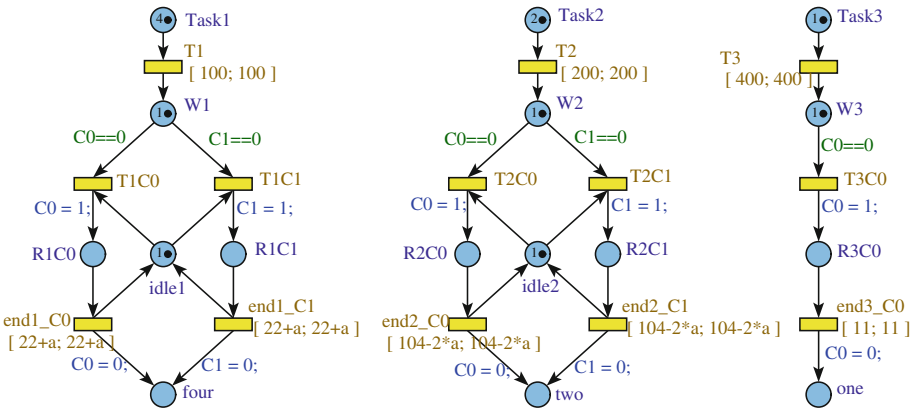 4 Task1
2 Task2
1 Task3
T1
[ 100; 100 ]
T2
[ 200; 200 ]
T3
[ 400; 400 ]
1 W1
1 W2
1 W3
C0==0
C1==0
C0==0
C1==0
C0==0
T1C0
T1C1
T2C0
T2C1
T3C0
C0 = 1;
C1 = 1;
C0 = 1;
C1 = 1;
C0 = 1;
R1C0
1
R1C1
R2C0
1
R2C1
R3C0
idle1
idle2
end1_C0
[ 22+a; 22+a ]
end1_C1
[ 22+a; 22+a ]
end2_C0
[ 104-2*a; 104-2*a ]
end2_C1
[ 104-2*a; 104-2*a ]
end3_C0
[ 11; 11 ]
C0 = 0;
C1 = 0;
C0 = 0;
C1 = 0;
C0 = 0;
four
two
one